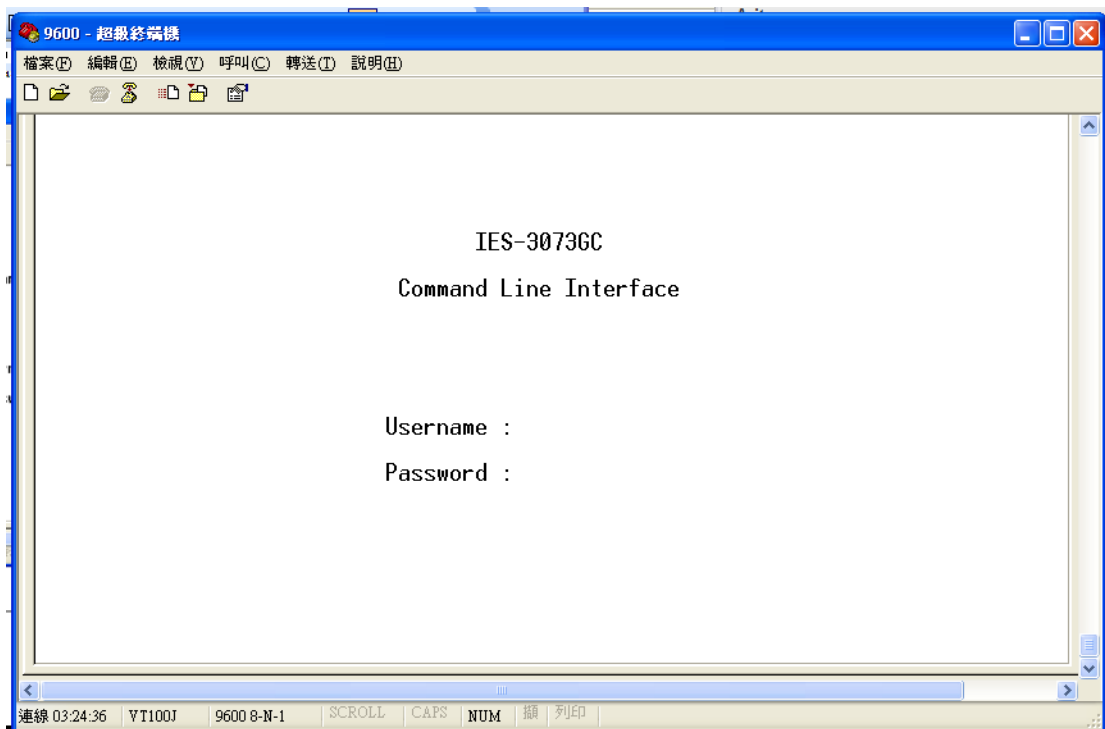 9600 - 超級終端機
檔案(F) 編輯(E) 檢視(V) 呼叫(C) 轉送(T) 說明(H)
IES-3073GC
Command Line Interface
Username :
Password :
連線 03:24:36 VT100J 9600 8-N-1 SCROLL CAPS NUM 擷 列印